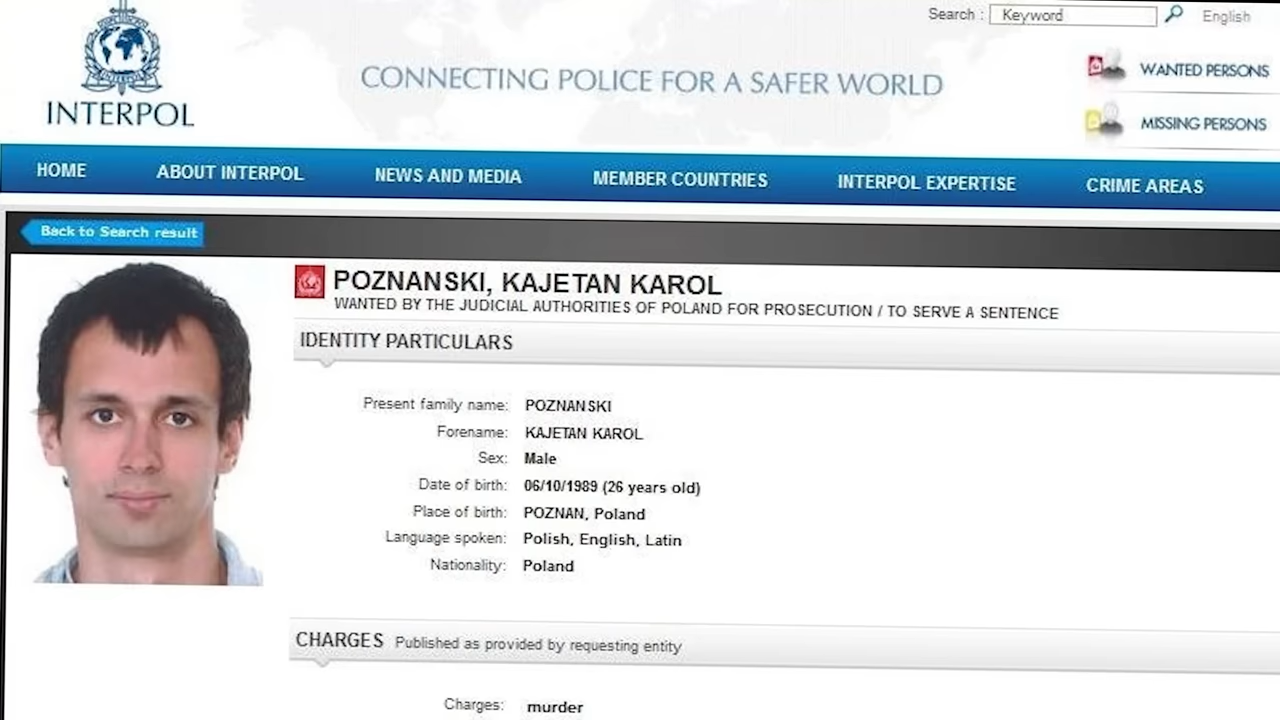 Search : Keyword English
INTERPOL
CONNECTING POLICE FOR A SAFER WORLD
WANTED PERSONS
MISSING PERSONS
HOME ABOUT INTERPOL NEWS AND MEDIA MEMBER COUNTRIES INTERPOL EXPERTISE CRIME AREAS
Back to Search result
POZNANSKI, KAJETAN KAROL
WANTED BY THE JUDICIAL AUTHORITIES OF POLAND FOR PROSECUTION / TO SERVE A SENTENCE
IDENTITY PARTICULARS
Present family name: POZNANSKI
Forename: KAJETAN KAROL
Sex: Male
Date of birth: 06/10/1989 (26 years old)
Place of birth: POZNAN, Poland
Language spoken: Polish, English, Latin
Nationality: Poland
CHARGES Published as provided by requesting entity
Charges: murder